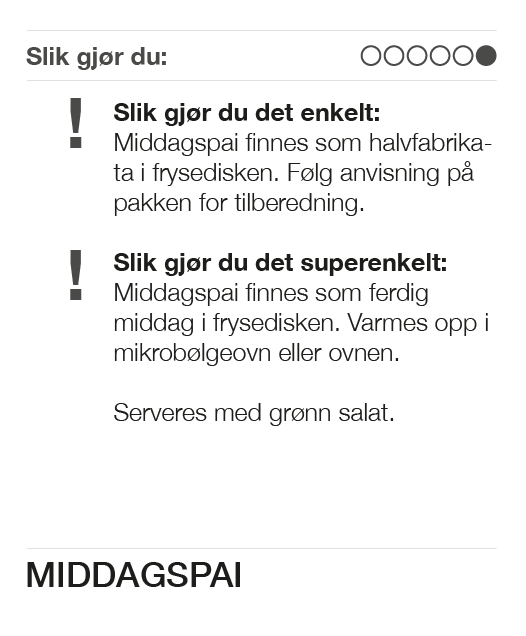 Slik gjør du:
!
Slik gjør du det enkelt:
Middagspai finnes som halvfabrika-
ta i frysedisken. Følg anvisning på
pakken for tilberedning.
!
Slik gjør du det superenkelt:
Middagspai finnes som ferdig
middag i frysedisken. Varmes opp i
mikrobølgeovn eller ovnen.
Serveres med grønn salat.
MIDDAGSPAI